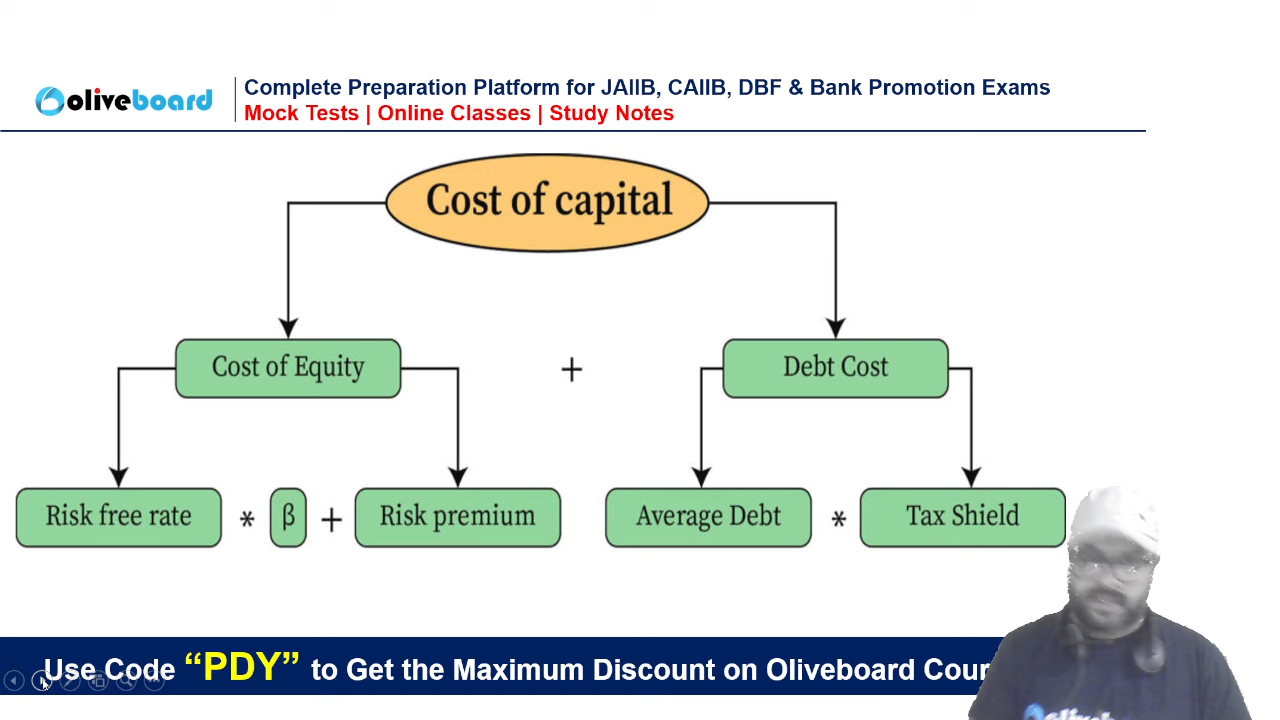 oliveboard
Complete Preparation Platform for JAIIB, CAIIB, DBF & Bank Promotion Exams
Mock Tests | Online Classes | Study Notes
Cost of capital
Cost of Equity + Debt Cost
Risk free rate * β + Risk premium Average Debt * Tax Shield
Use Code “PDY” to Get the Maximum Discount on Oliveboard